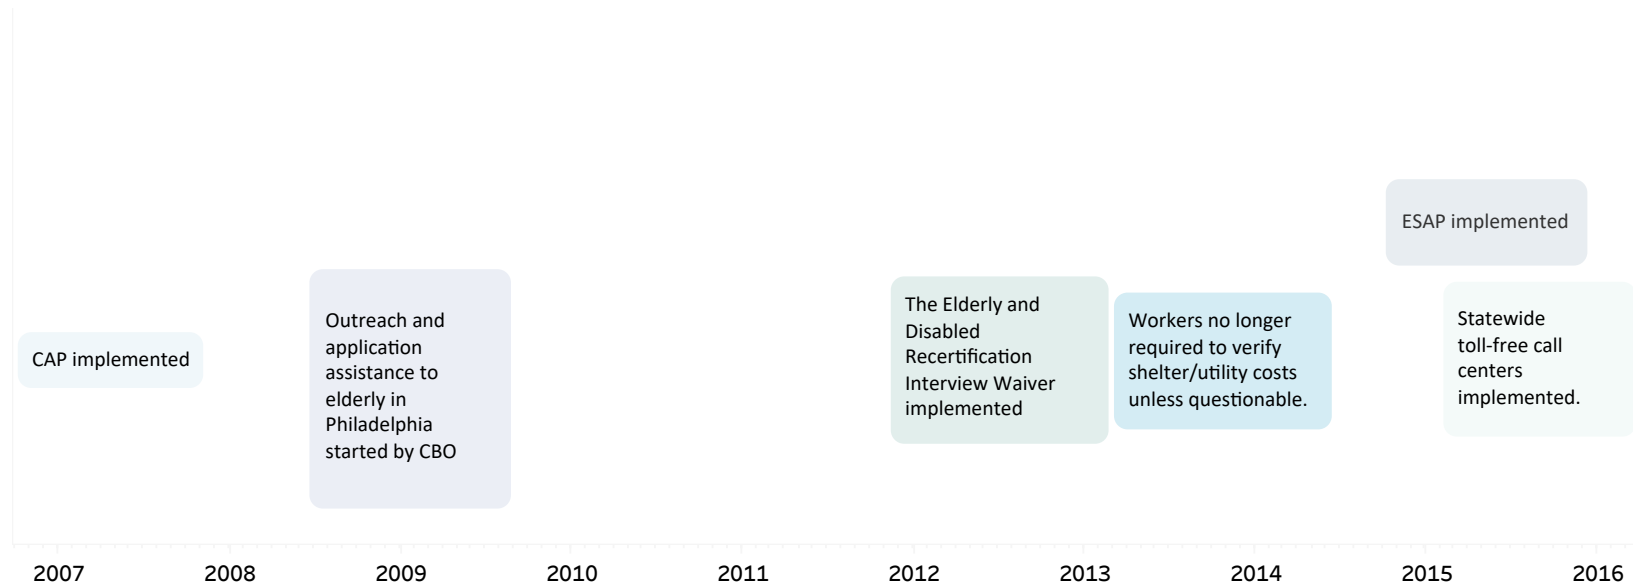 ESAP implemented
CAP implemented
Outreach and
application
assistance to
elderly in
Philadelphia
started by CBO
The Elderly and
Disabled
Recertification
Interview Waiver
implemented
Workers no longer
required to verify
shelter/utility costs
unless questionable.
Statewide
toll-free call
centers
implemented.
2007
2008
2009
2010
2011
2012
2013
2014
2015
2016